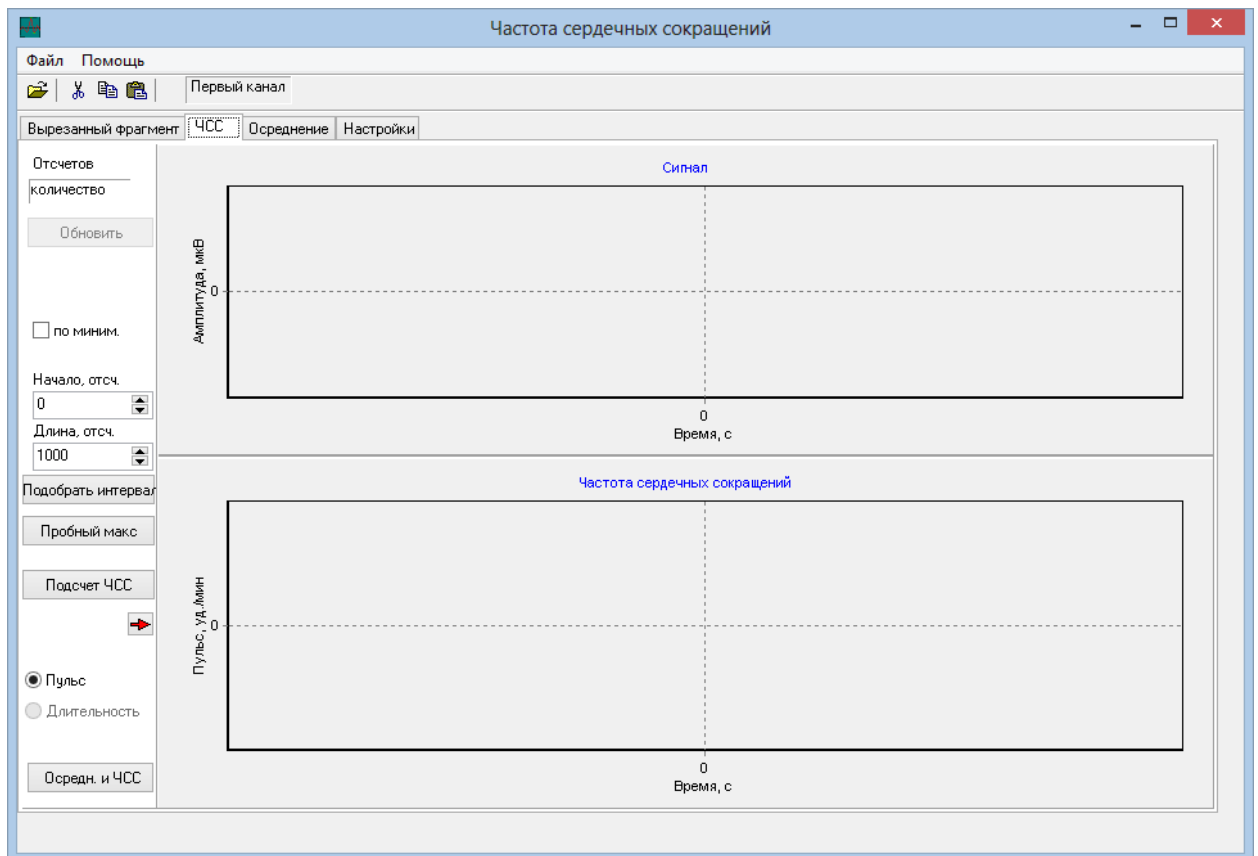 Частота сердечных сокращений
Файл Помощь
Первый канал
Вырезанный фрагмент ЧСС Осреднение Настройки
Отсчетов
количество
Обновить
по миним.
Начало, отсч.
0
Длина, отсч.
1000
Подобрать интервал
Пробный макс
Подсчет ЧСС
Пульс
Длительность
Осредн. и ЧСС
Сигнал
Амплитуда, мкВ
0
0
Время, с
Частота сердечных сокращений
Пульс, уд./мин
0
0
Время, с